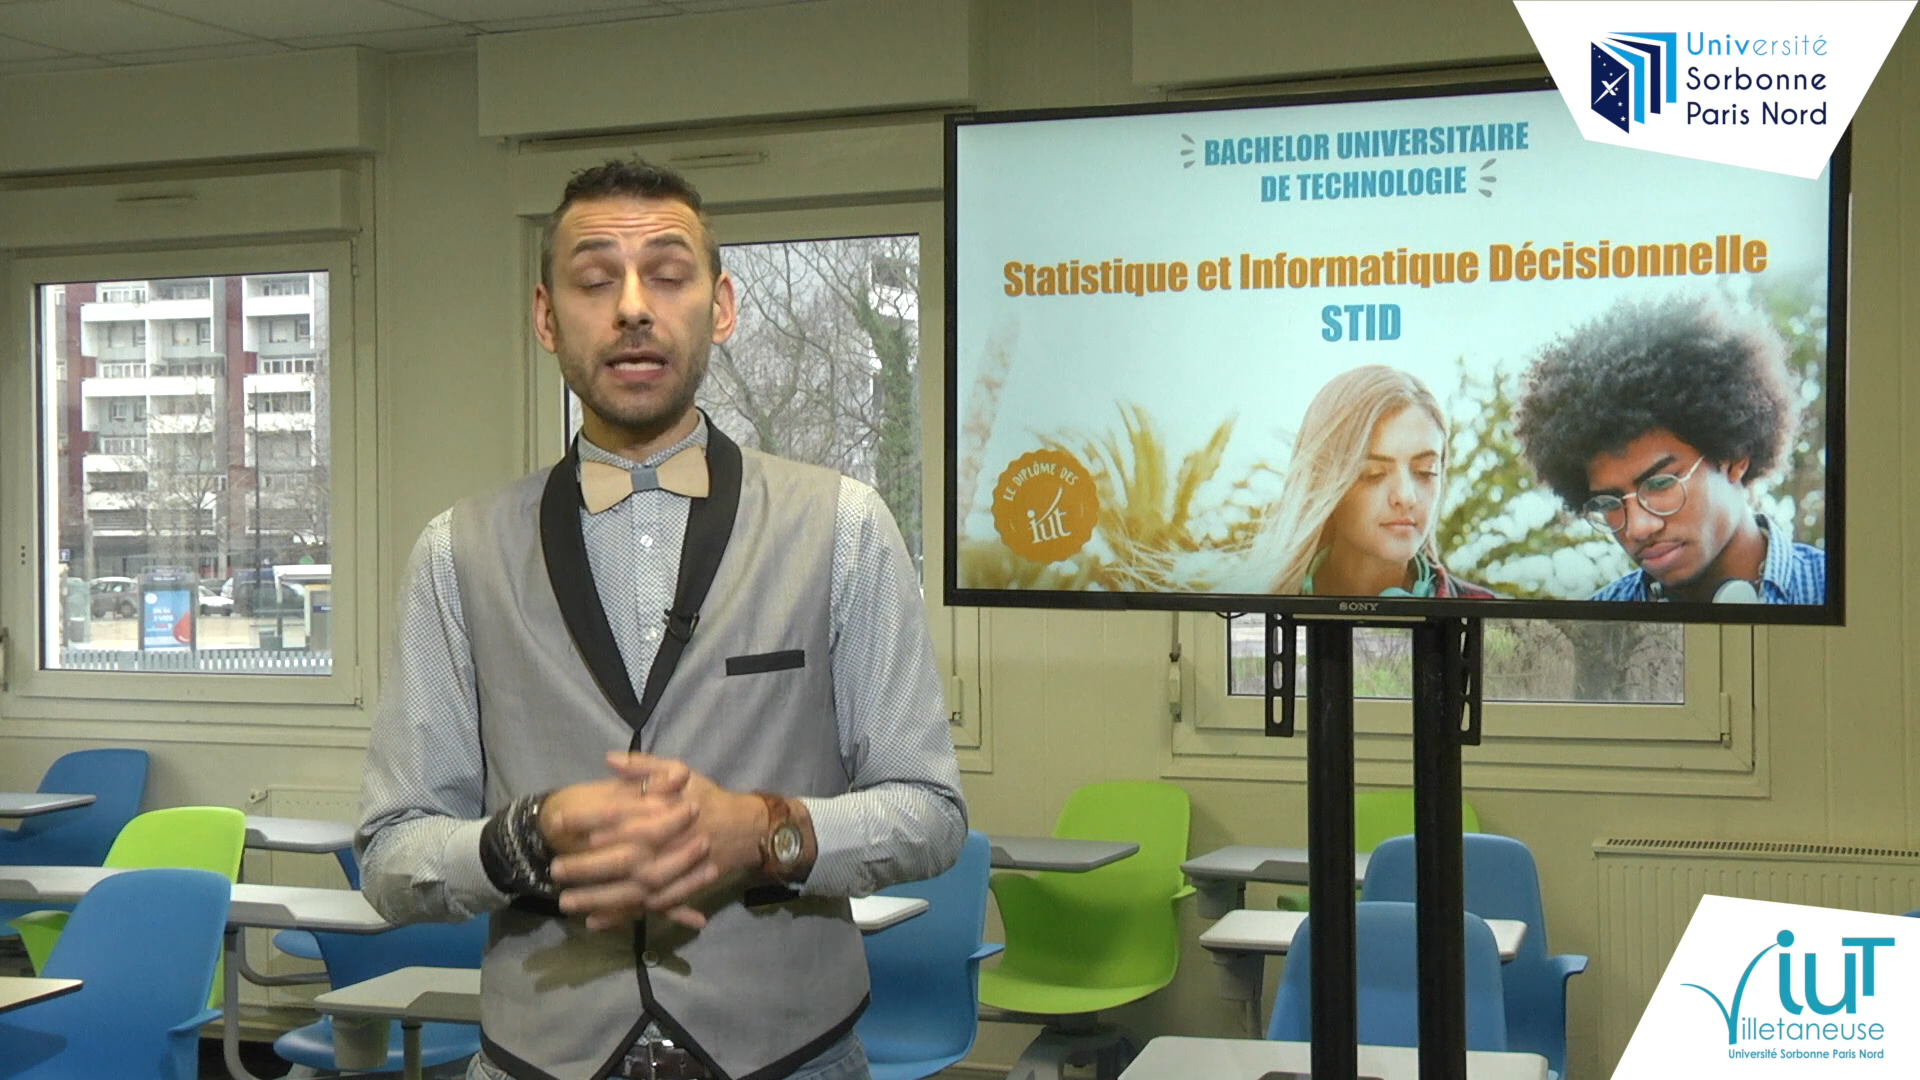 Université
Sorbonne
Paris Nord
BACHELOR UNIVERSITAIRE
DE TECHNOLOGIE
Statistique et Informatique Décisionnelle
STID
LE DIPLÔME DES
iut
SONY
iUT
Villetaneuse
Université Sorbonne Paris Nord